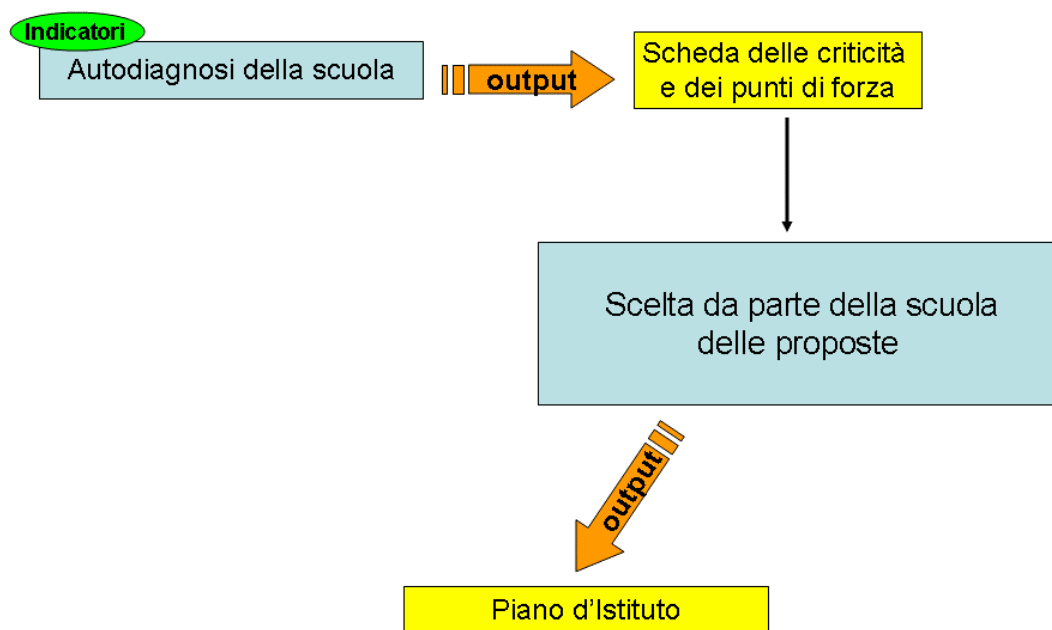 Indicatori
Autodiagnosi della scuola
output
Scheda delle criticità
e dei punti di forza
Scelta da parte della scuola
delle proposte
output
Piano d'Istituto